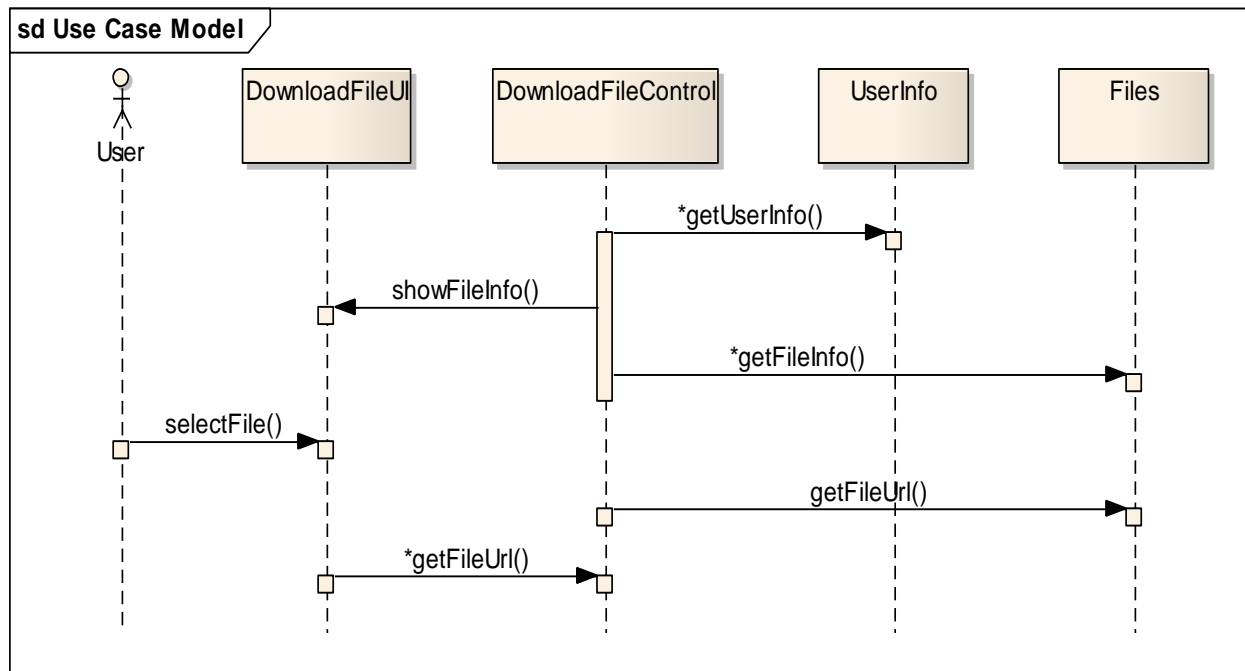 sd Use Case Model
User
DownloadFileUI
DownloadFileControl
UserInfo
Files
*getUserInfo()
showFileInfo()
*getFileInfo()
selectFile()
getFileUrl()
*getFileUrl()